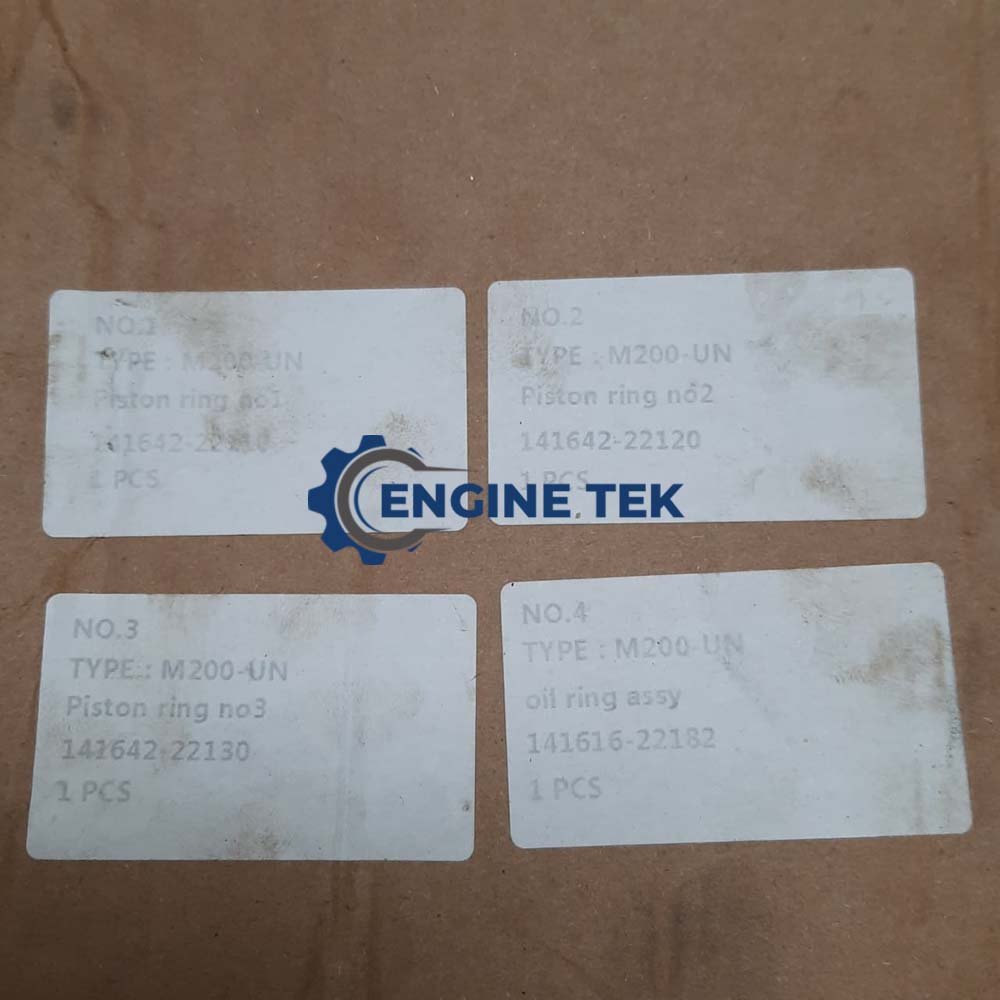 NO.1
TYPE : M200-UN
Piston ring no1
141642-22110
1 PCS
NO.2
TYPE : M200-UN
Piston ring no2
141642-22120
1 PCS
ENGINE TEK
NO.3
TYPE : M200-UN
Piston ring no3
141642-22130
1 PCS
NO.4
TYPE : M200-UN
oil ring assy
141616-22182
1 PCS